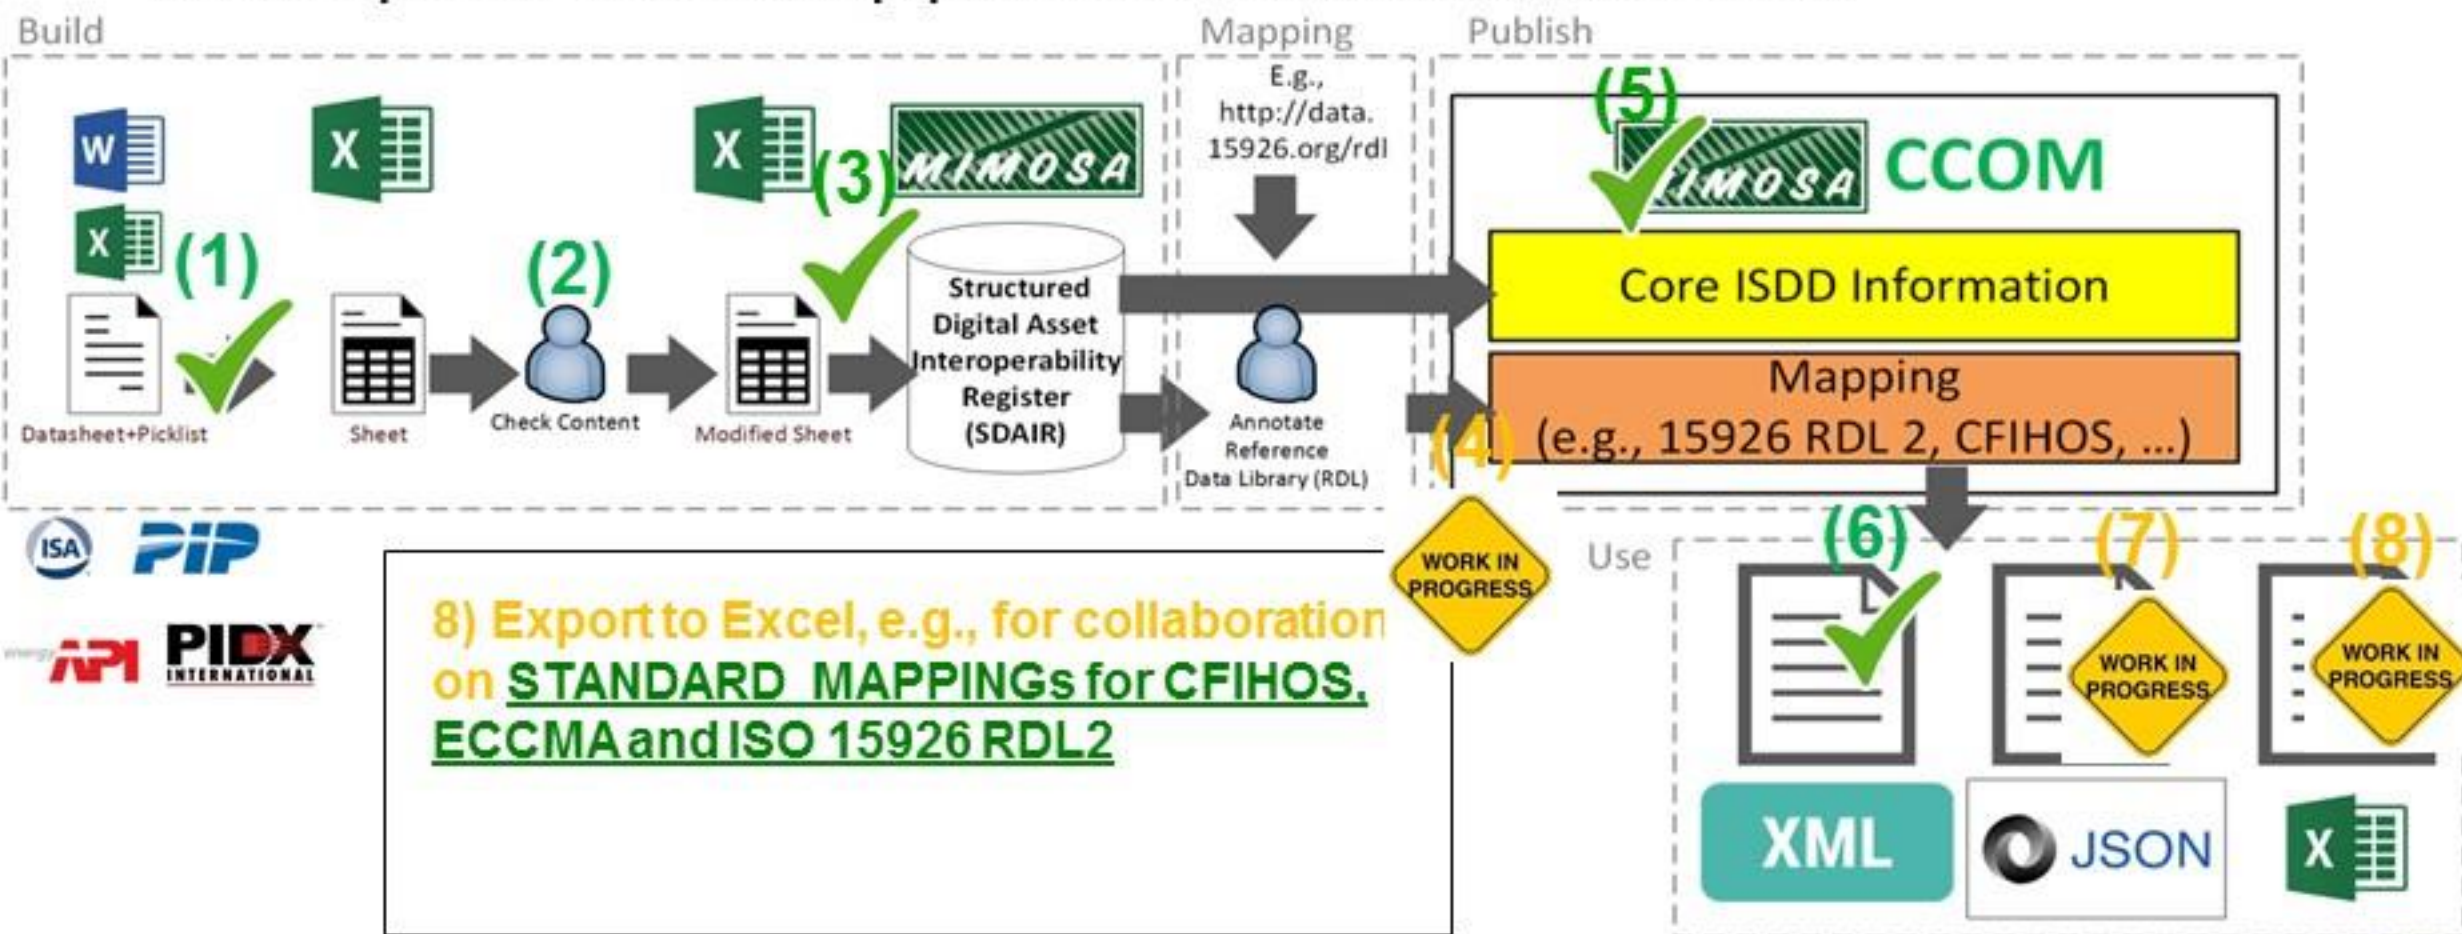 Build
Mapping
Publish
E.g.,
http://data.
15926.org/rdl
(5)
W
X
X
X
(3)
MIMOSA
MIMOSA
CCOM
(1)
(2)
Structured
Digital Asset
Interoperability
Register
(SDAIR)
Core ISDD Information
Mapping
(e.g., 15926 RDL 2, CFIHOS, ...)
Datasheet+Picklist
Sheet
Check Content
Modified Sheet
Annotate
Reference
Data Library (RDL)
(4)
WORK IN
PROGRESS
ISA
PIP
energy API
PIDX
INTERNATIONAL
8) Export to Excel, e.g., for collaboration
on STANDARD MAPPINGs for CFIHOS,
ECCMA and ISO 15926 RDL2
Use
(6)
(7)
(8)
WORK IN
PROGRESS
WORK IN
PROGRESS
XML
JSON
X